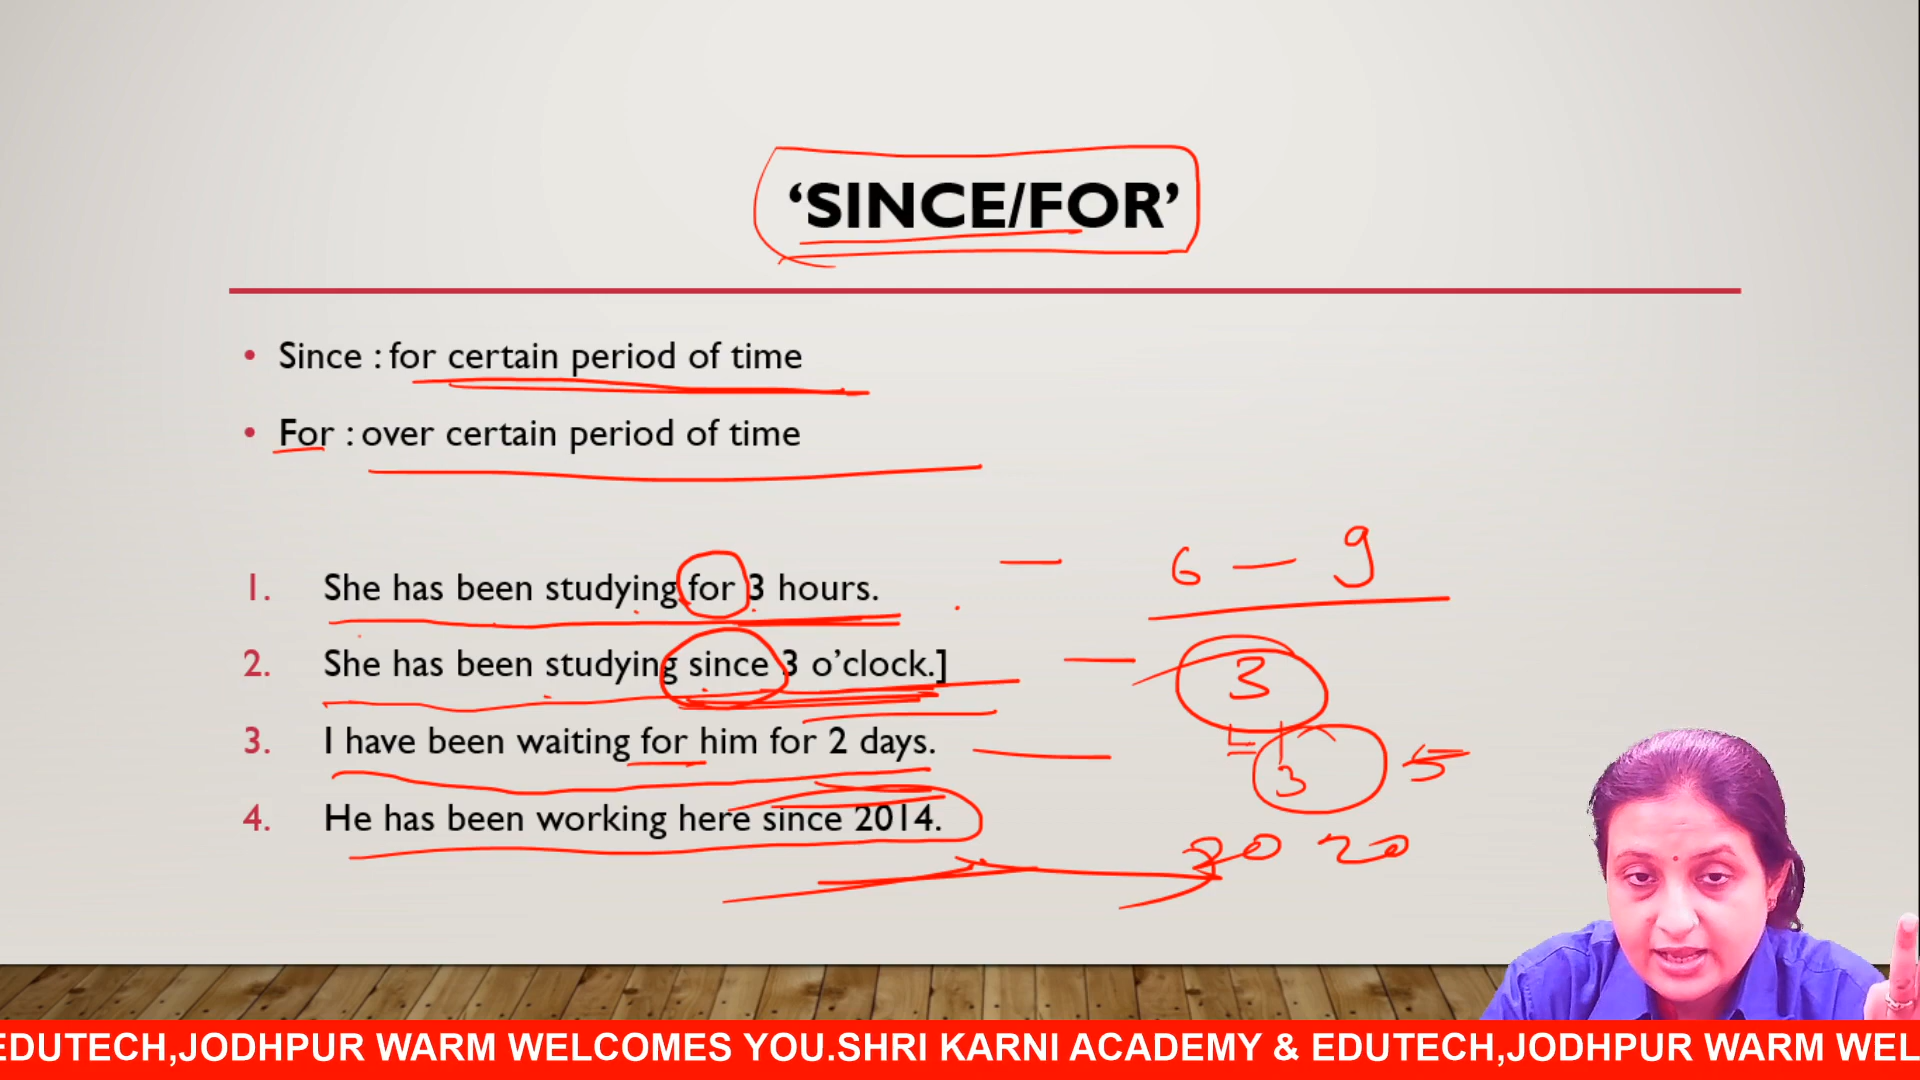 ‘SINCE/FOR’
• Since : for certain period of time
• For : over certain period of time
1. She has been studying for 3 hours. — 6 — 9
2. She has been studying since 3 o’clock.] — 3
3. I have been waiting for him for 2 days. — 3 5
4. He has been working here since 2014.
2020
EDUTECH,JODHPUR WARM WELCOMES YOU.SHRI KARNI ACADEMY & EDUTECH,JODHPUR WARM WEL